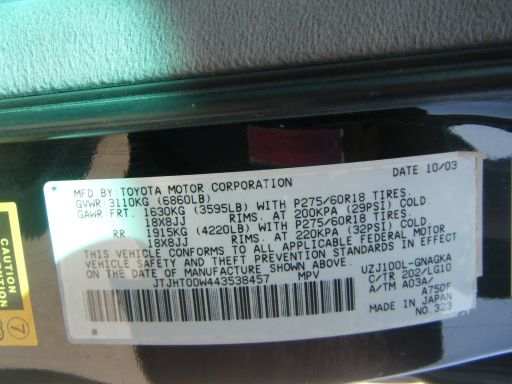 MFD BY: TOYOTA MOTOR CORPORATION DATE 10/03
GVWR 3110KG (6860LB)
GAWR FRT. 1630KG (3595LB) WITH P275/60R18 TIRES.
18X8JJ RIMS. AT 200KPA (29PSI) COLD.
RR 1915KG (4220LB) WITH P275/60R18 TIRES.
18X8JJ RIMS. AT 220KPA (32PSI) COLD.
THIS VEHICLE CONFORMS TO ALL APPLICABLE FEDERAL MOTOR
VEHICLE SAFETY AND THEFT PREVENTION STANDARDS IN EFFECT
ON THE DATE OF MANUFACTURE SHOWN ABOVE.
JTJHT00W443538457 MPV
UZJ100L-GNAGKA
C/TR 202/LG10
A/TM A03A/ A750F
MADE IN JAPAN
NO. 323
7